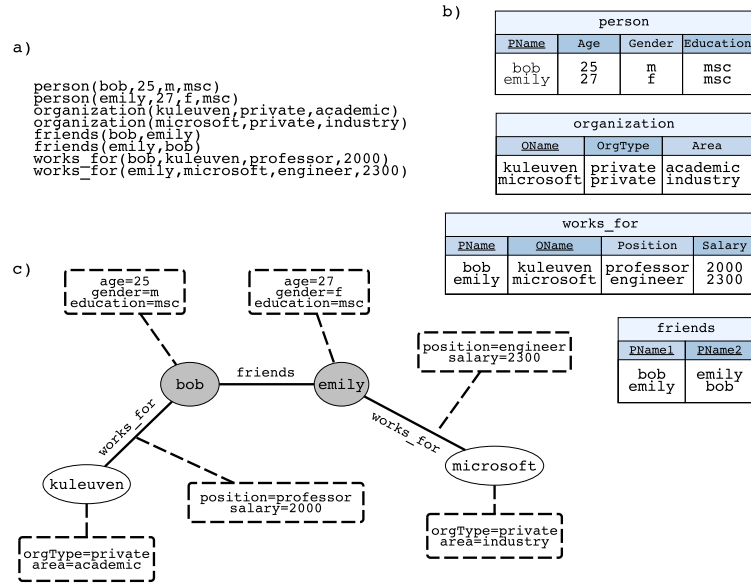 a)
person(bob,25,m,msc)
person(emily,27,f,msc)
organization(kuleuven,private,academic)
organization(microsoft,private,industry)
friends(bob,emily)
friends(emily,bob)
works_for(bob,kuleuven,professor,2000)
works_for(emily,microsoft,engineer,2300)
b)
person
PName Age Gender Education
bob 25 m msc
emily 27 f msc
organization
OName OrgType Area
kuleuven private academic
microsoft private industry
works_for
PName OName Position Salary
bob kuleuven professor 2000
emily microsoft engineer 2300
friends
PName1 PName2
bob emily
emily bob
c)
age=25
gender=m
education=msc
age=27
gender=f
education=msc
position=engineer
salary=2300
bob
friends
emily
works_for
works_for
kuleuven
microsoft
position=professor
salary=2000
orgType=private
area=academic
orgType=private
area=industry